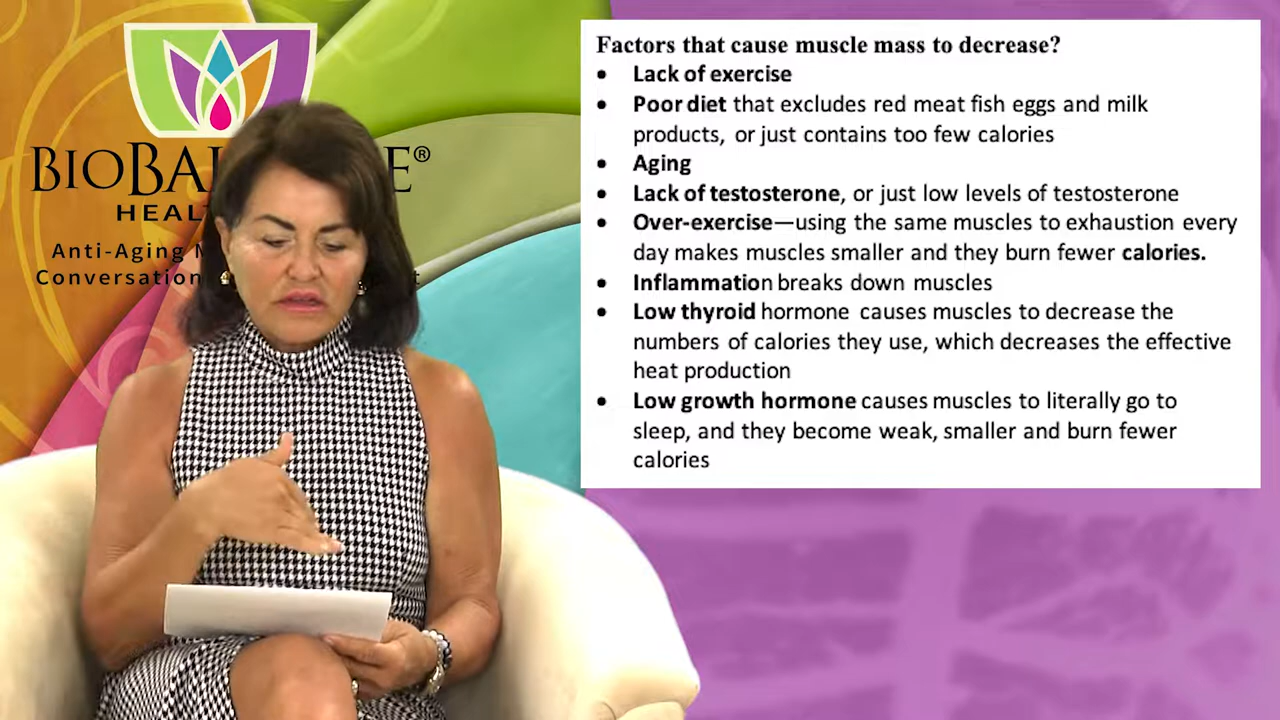 BIOBA E®
HEAL
Anti-Aging M
Conversation t
Factors that cause muscle mass to decrease?
• Lack of exercise
• Poor diet that excludes red meat fish eggs and milk
products, or just contains too few calories
• Aging
• Lack of testosterone, or just low levels of testosterone
• Over-exercise—using the same muscles to exhaustion every
day makes muscles smaller and they burn fewer calories.
• Inflammation breaks down muscles
• Low thyroid hormone causes muscles to decrease the
numbers of calories they use, which decreases the effective
heat production
• Low growth hormone causes muscles to literally go to
sleep, and they become weak, smaller and burn fewer
calories